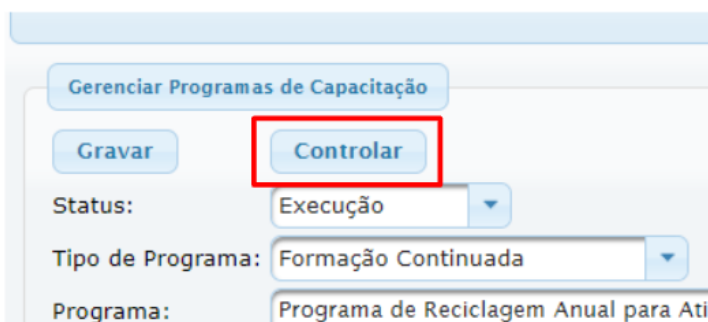 Gerenciar Programas de Capacitação
Gravar Controlar
Status: Execução
Tipo de Programa: Formação Continuada
Programa: Programa de Reciclagem Anual para